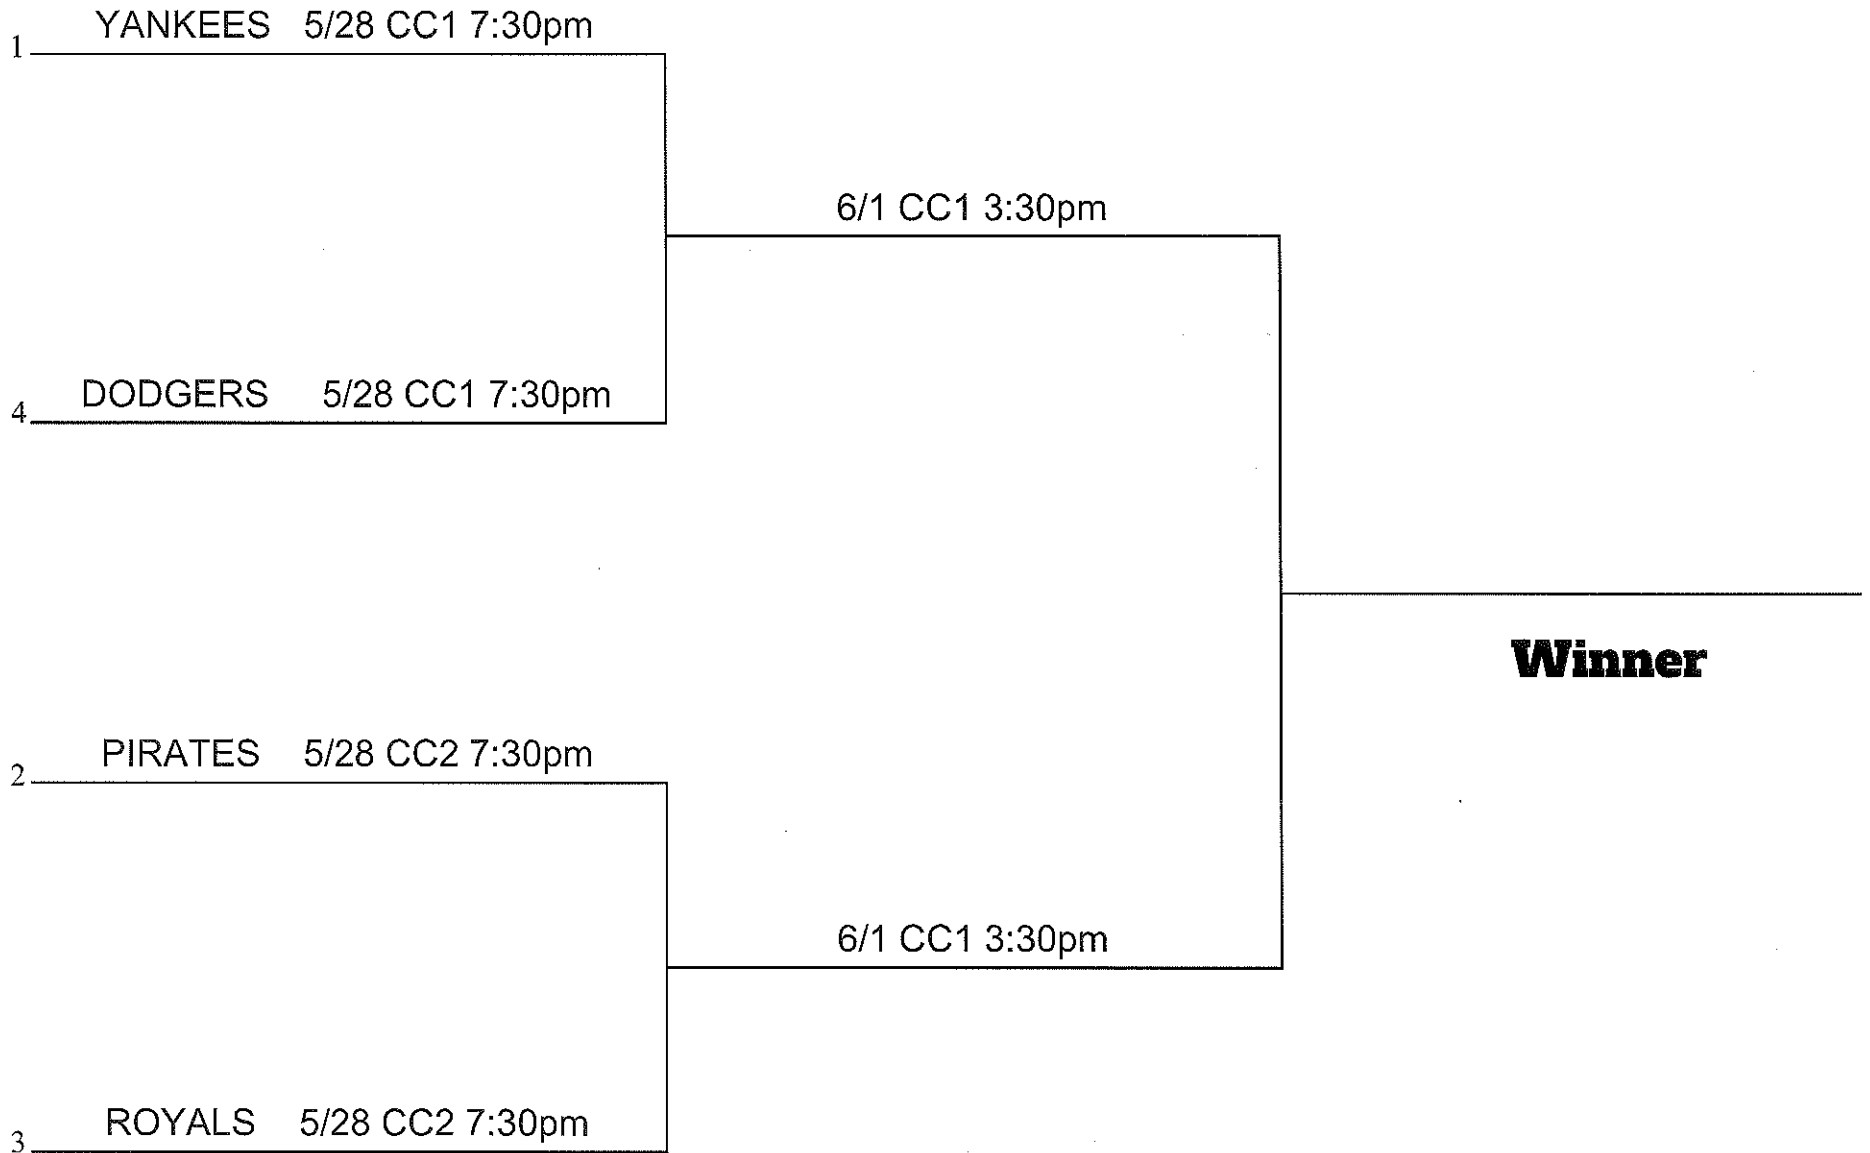 YANKEES 5/28 CC1 7:30pm
1
6/1 CC1 3:30pm
DODGERS 5/28 CC1 7:30pm
4
Winner
PIRATES 5/28 CC2 7:30pm
2
6/1 CC1 3:30pm
ROYALS 5/28 CC2 7:30pm
3